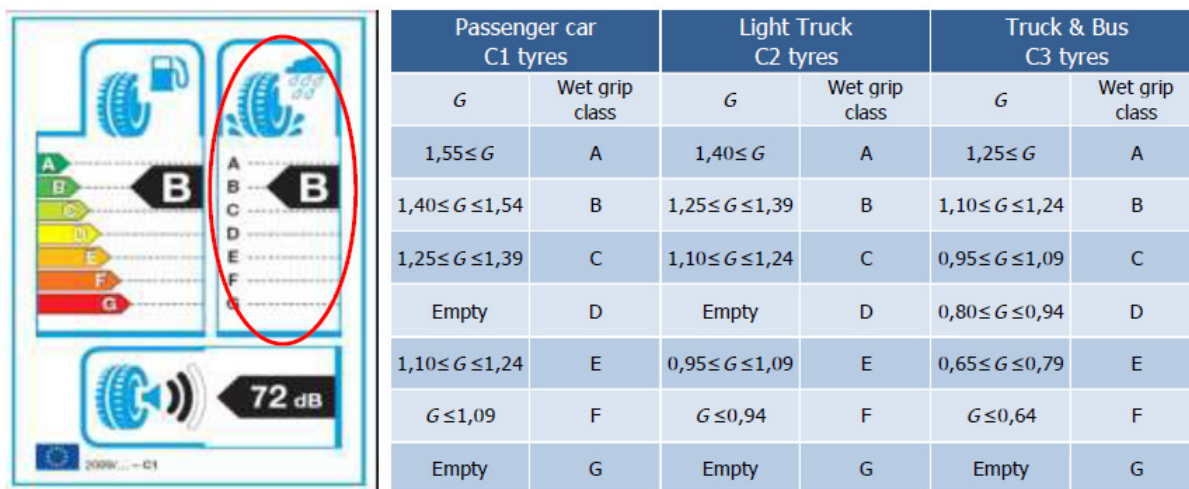 A
B
C
D
E
F
G
B
A
B
C
D
E
F
G
B
72 dB
2009/... - C1
Passenger car C1 tyres Light Truck C2 tyres Truck & Bus C3 tyres
G Wet grip class G Wet grip class G Wet grip class
1,55≤ G A 1,40≤ G A 1,25≤ G A
1,40≤ G ≤1,54 B 1,25≤ G ≤1,39 B 1,10≤ G ≤1,24 B
1,25≤ G ≤1,39 C 1,10≤ G ≤1,24 C 0,95≤ G ≤1,09 C
Empty D Empty D 0,80≤ G ≤0,94 D
1,10≤ G ≤1,24 E 0,95≤ G ≤1,09 E 0,65≤ G ≤0,79 E
G ≤1,09 F G ≤0,94 F G ≤0,64 F
Empty G Empty G Empty G